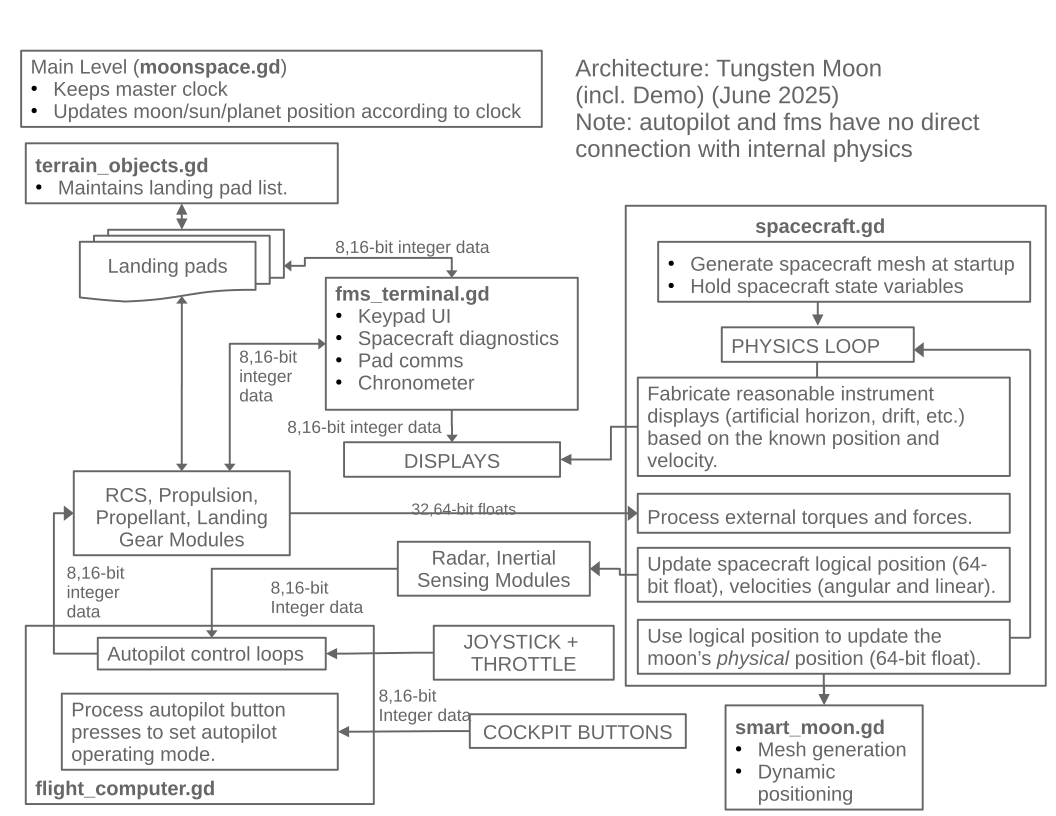 Main Level (moonspace.gd)
• Keeps master clock
• Updates moon/sun/planet position according to clock
Architecture: Tungsten Moon
(incl. Demo) (June 2025)
Note: autopilot and fms have no direct
connection with internal physics
terrain_objects.gd
• Maintains landing pad list.
Landing pads
8,16-bit integer data
fms_terminal.gd
• Keypad UI
• Spacecraft diagnostics
• Pad comms
• Chronometer
8,16-bit
integer
data
8,16-bit integer data
DISPLAYS
spacecraft.gd
• Generate spacecraft mesh at startup
• Hold spacecraft state variables
PHYSICS LOOP
Fabricate reasonable instrument
displays (artificial horizon, drift, etc.)
based on the known position and
velocity.
RCS, Propulsion,
Propellant, Landing
Gear Modules
32,64-bit floats
Process external torques and forces.
Radar, Inertial
Sensing Modules
Update spacecraft logical position (64-
bit float), velocities (angular and linear).
8,16-bit
integer
data
8,16-bit
Integer data
Use logical position to update the
moon's physical position (64-bit float).
Autopilot control loops
JOYSTICK +
THROTTLE
Process autopilot button
presses to set autopilot
operating mode.
8,16-bit
Integer data
COCKPIT BUTTONS
flight_computer.gd
smart_moon.gd
• Mesh generation
• Dynamic
positioning